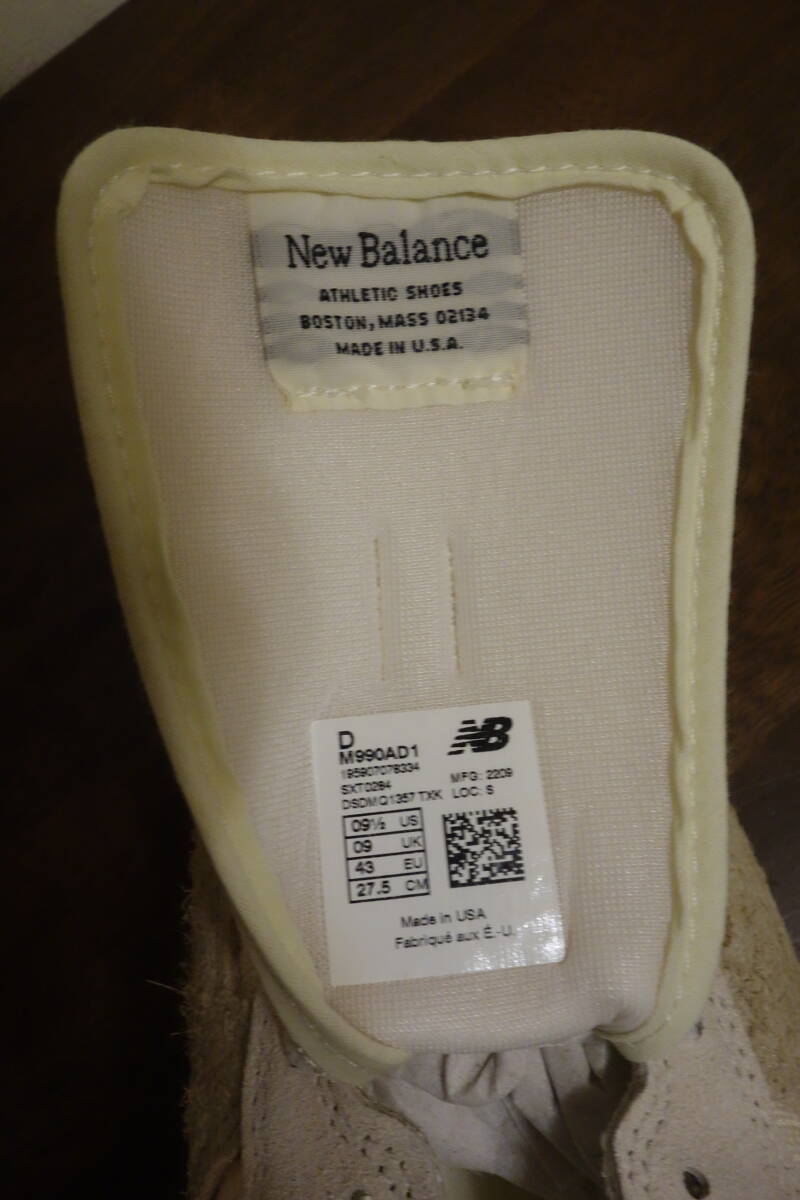 New Balance
ATHLETIC SHOES
BOSTON, MASS 02134
MADE IN U.S.A.
D
M990AD1
195907078334
SXT0284
DSDMQ1357 TXK
NB
MFG: 2209
LOC: S
09½ US
09 UK
43 EU
27.5 CM
Made in USA
Fabriqué aux É.-U.